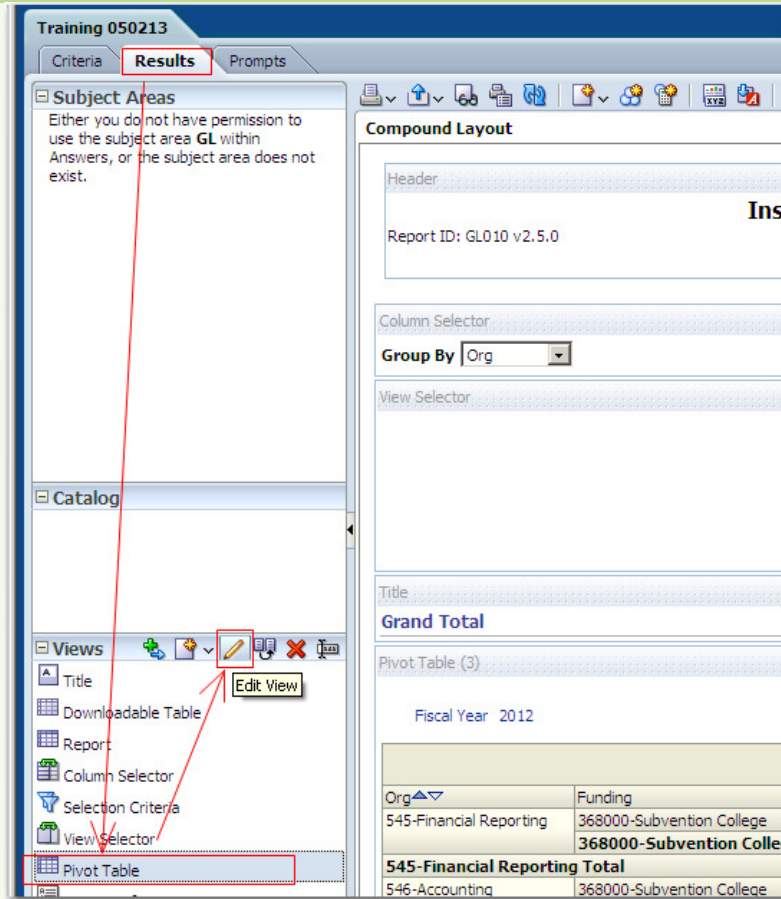 Training 050213
Criteria Results Prompts
Subject Areas
Either you do not have permission to
use the subject area GL within
Answers, or the subject area does not
exist.
Catalog
Views
Edit View
Title
Downloadable Table
Report
Column Selector
Selection Criteria
View Selector
Pivot Table
XYZ
Compound Layout
Header
Ins
Report ID: GL010 v2.5.0
Column Selector
Group By Org
View Selector
Title
Grand Total
Pivot Table (3)
Fiscal Year 2012
Org Funding
545-Financial Reporting 368000-Subvention College
368000-Subvention Colle
545-Financial Reporting Total
546-Accounting 368000-Subvention College